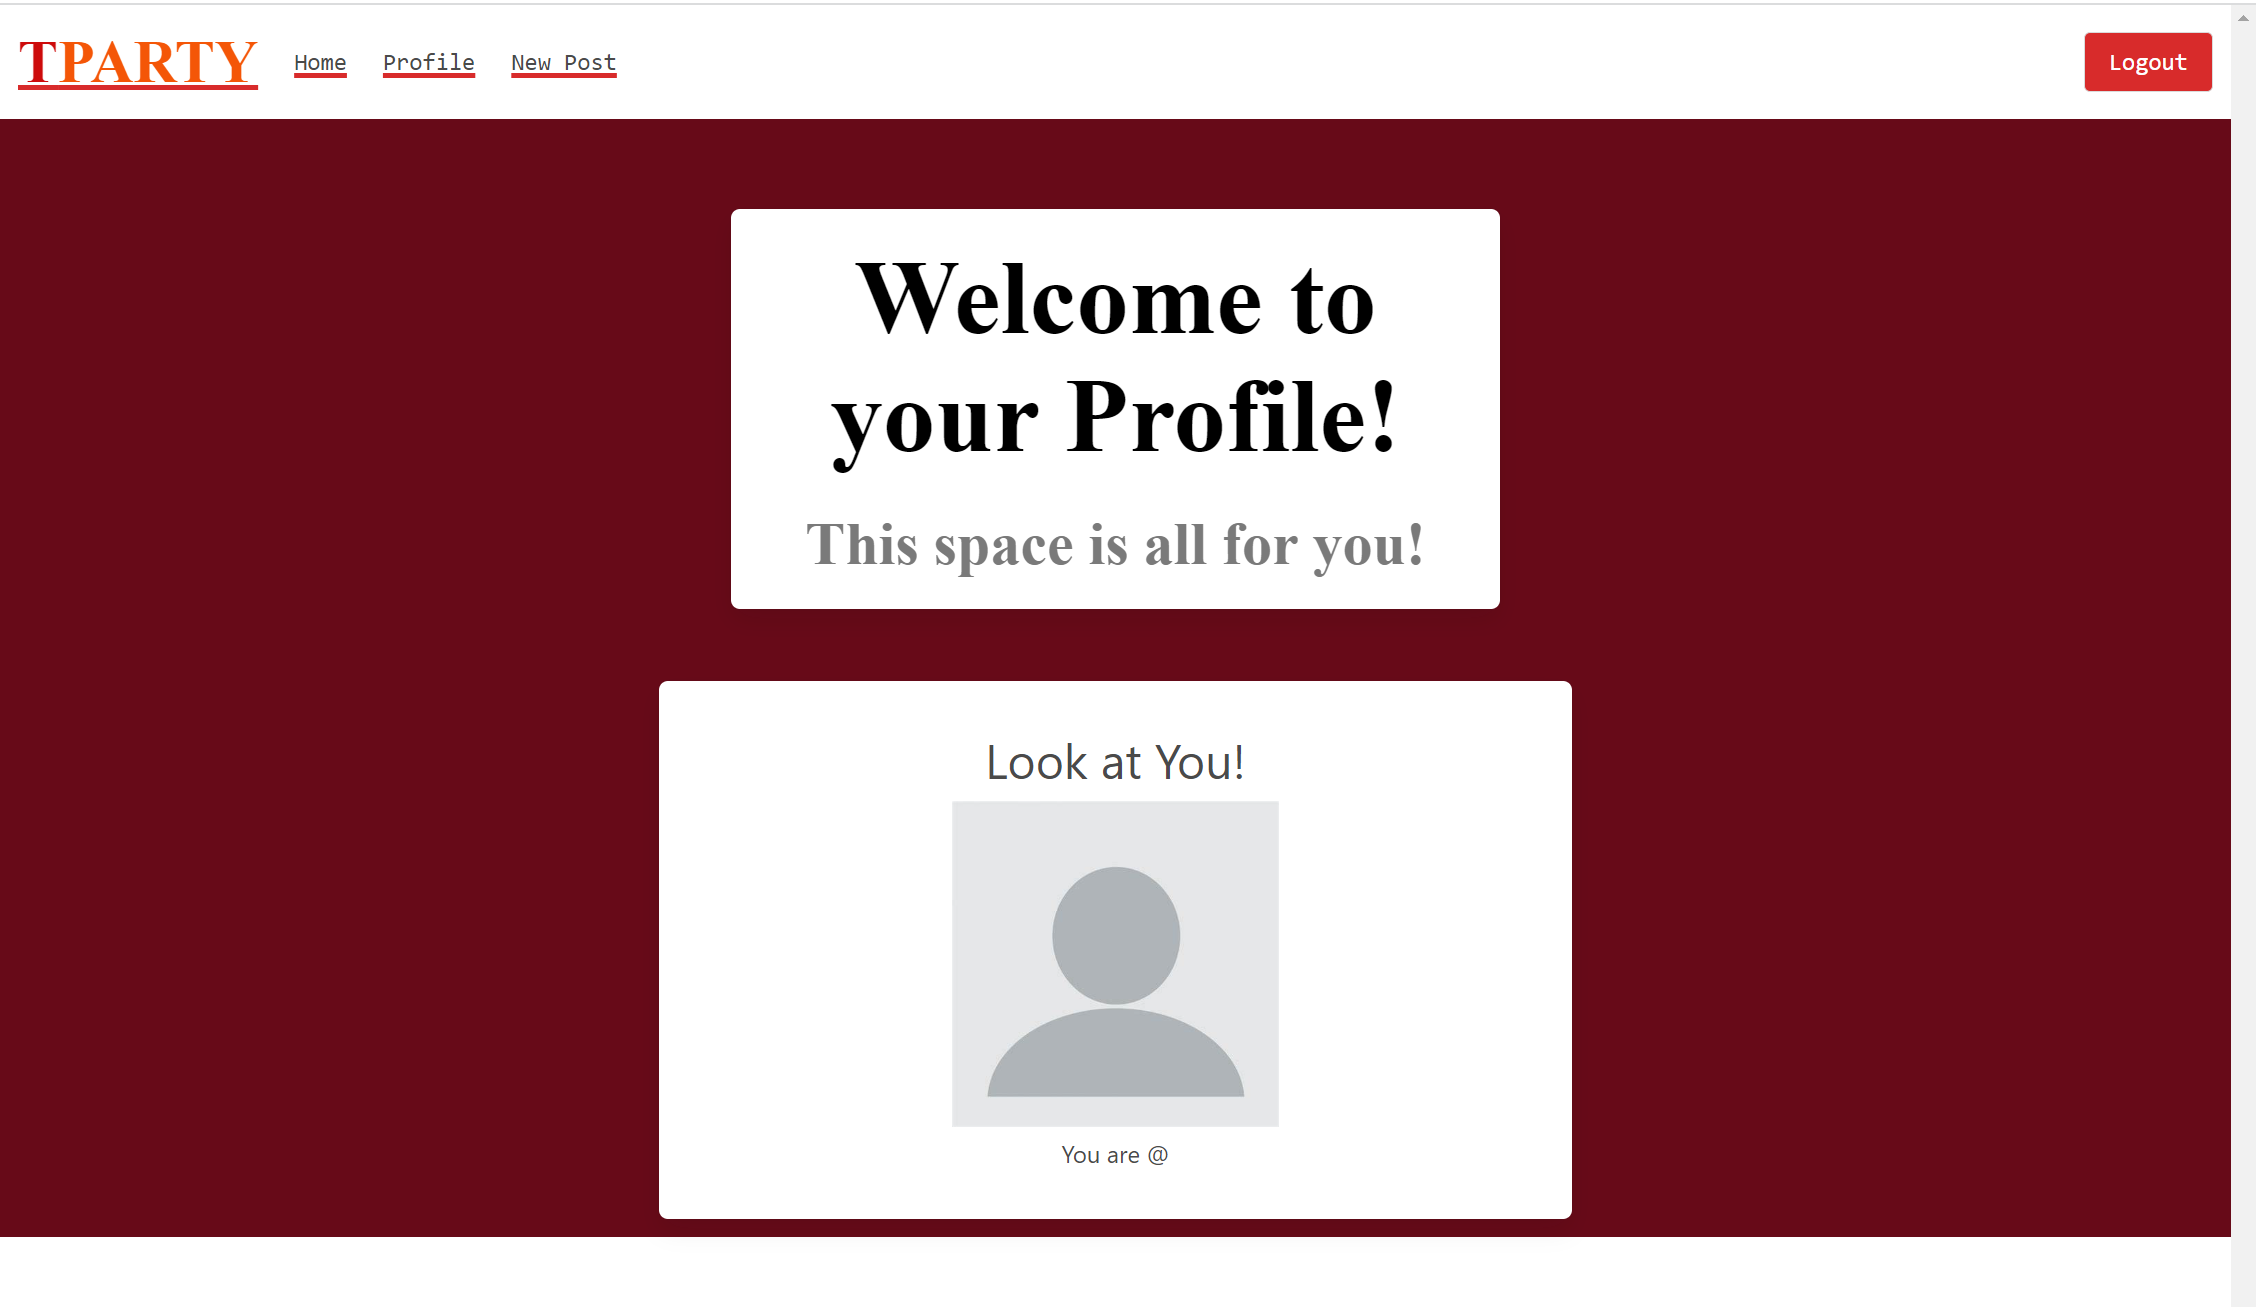 TPARTY Home Profile New Post Logout
Welcome to
your Profile!
This space is all for you!
Look at You!
You are @